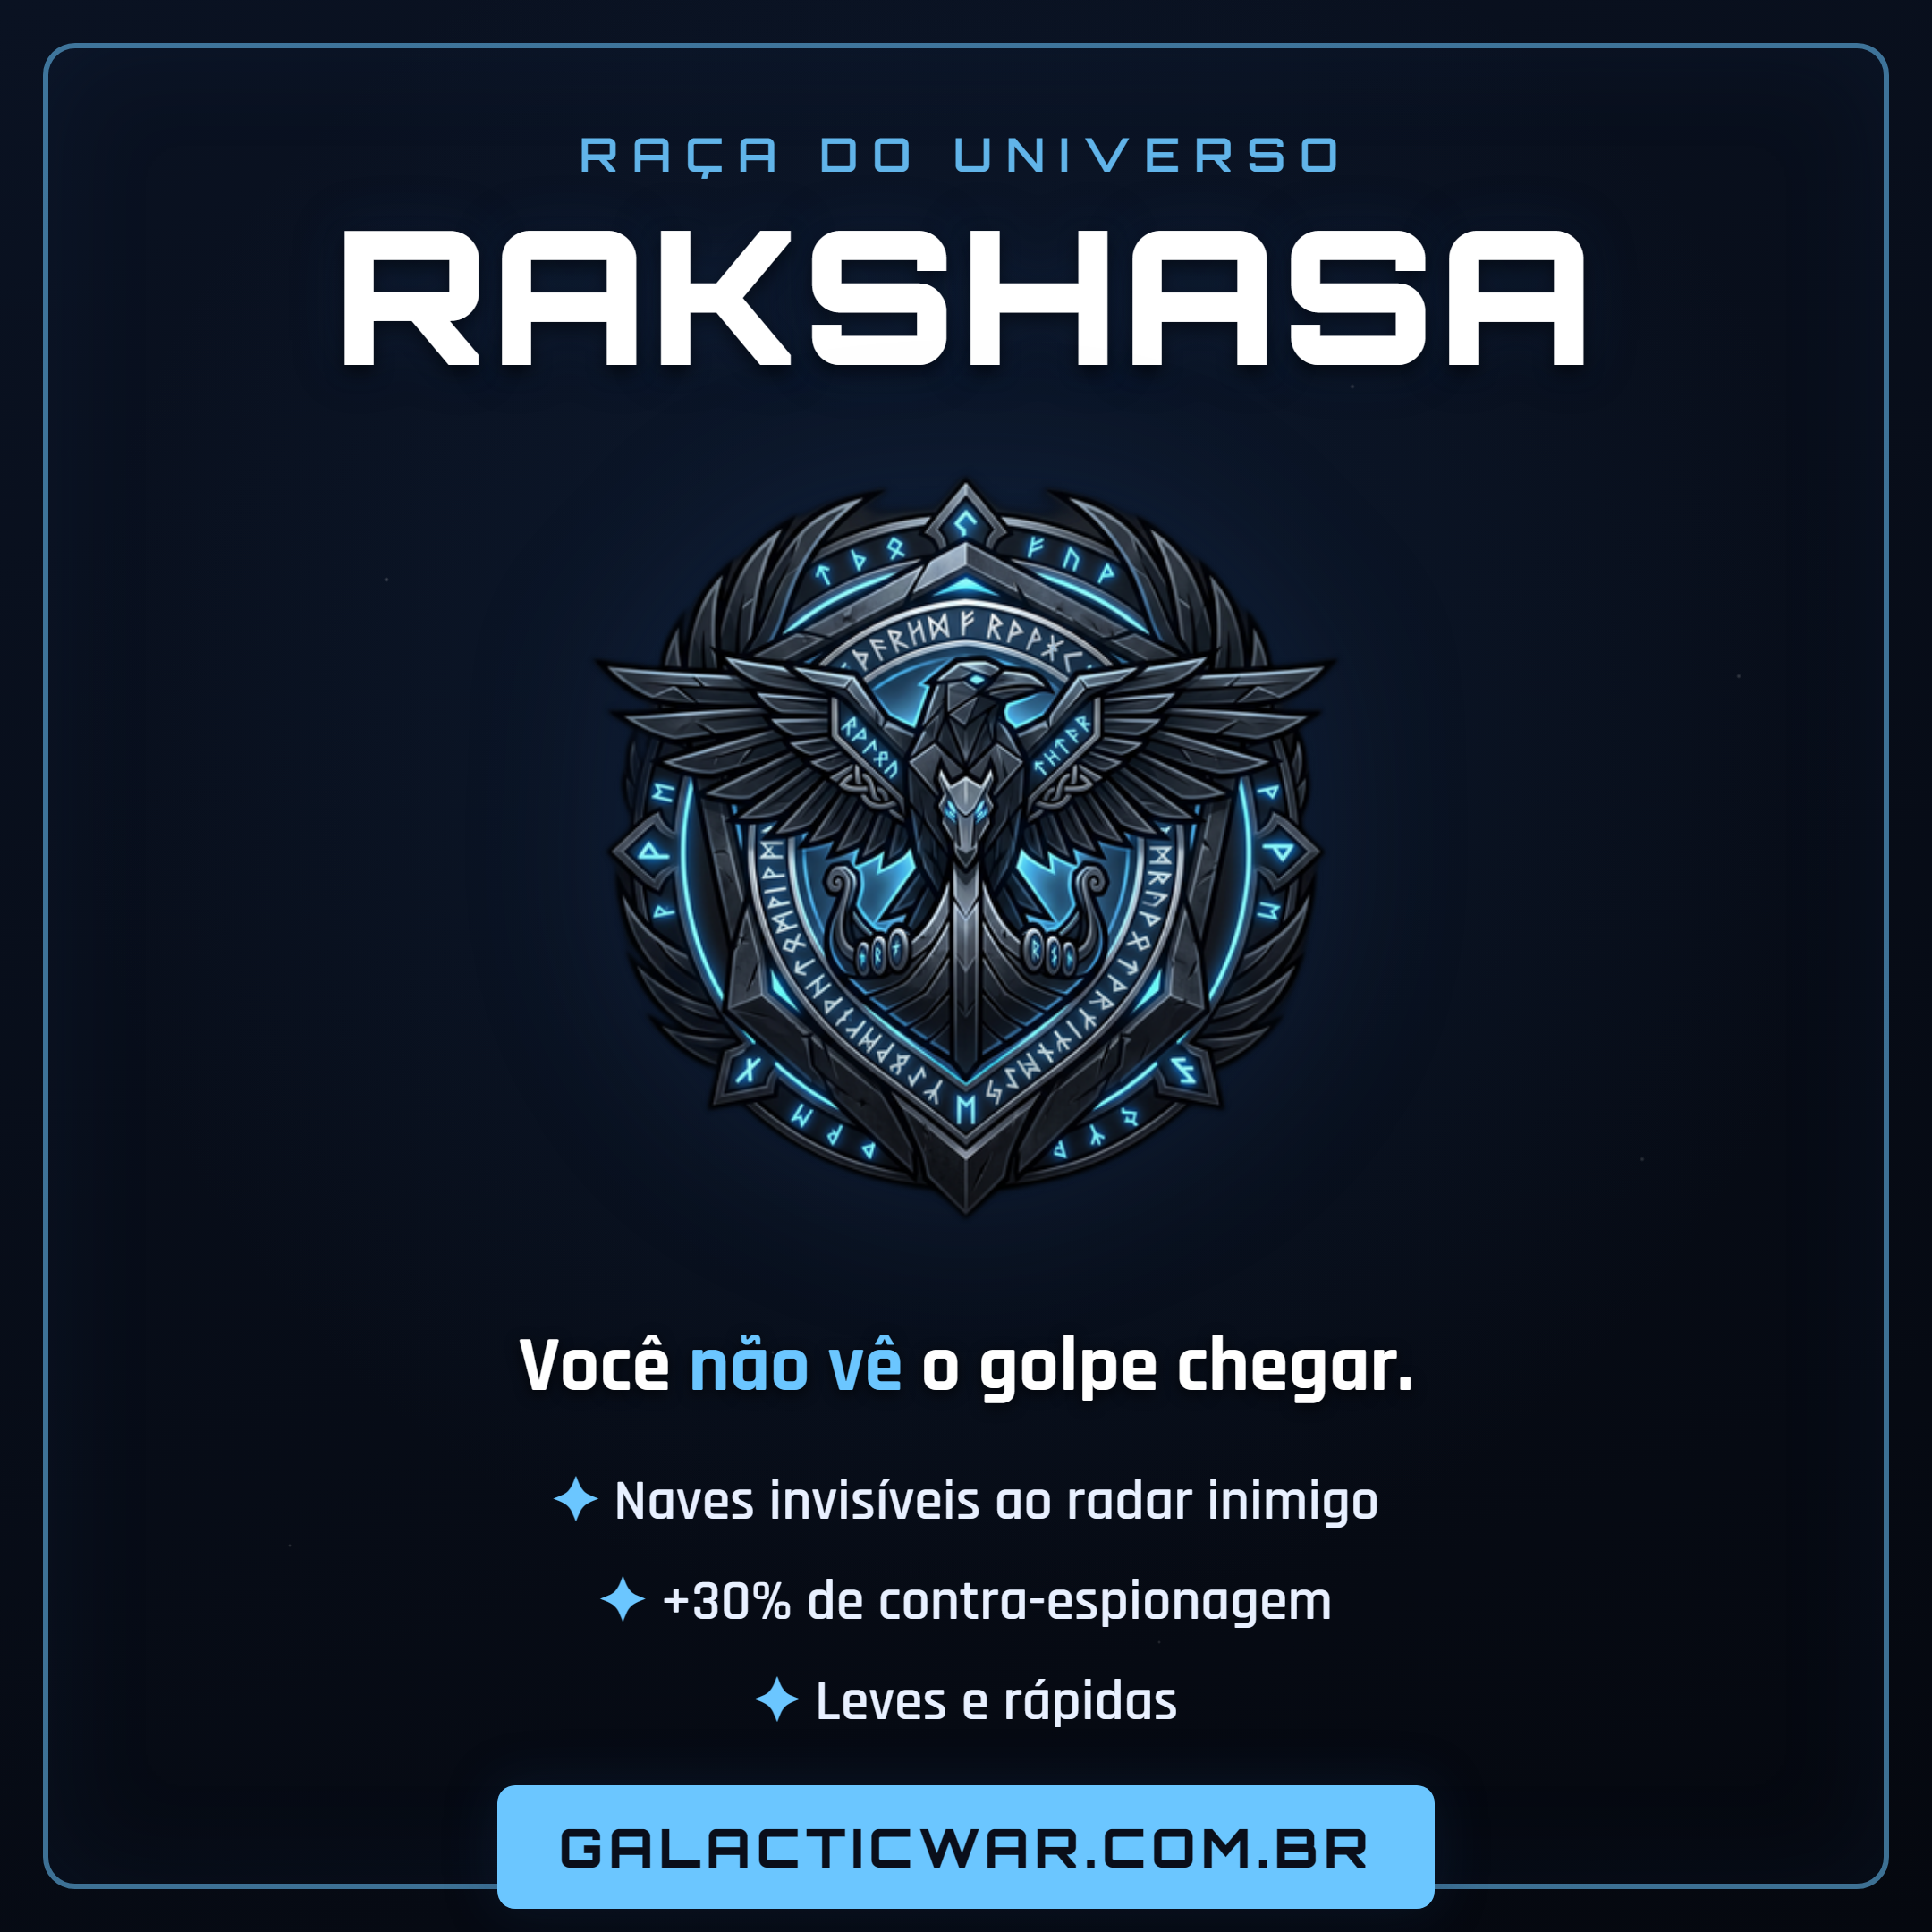 RAÇA DO UNIVERSO
RAKSHASA
Você não vê o golpe chegar.
Naves invisíveis ao radar inimigo
+30% de contra-espionagem
Leves e rápidas
GALACTICWAR.COM.BR